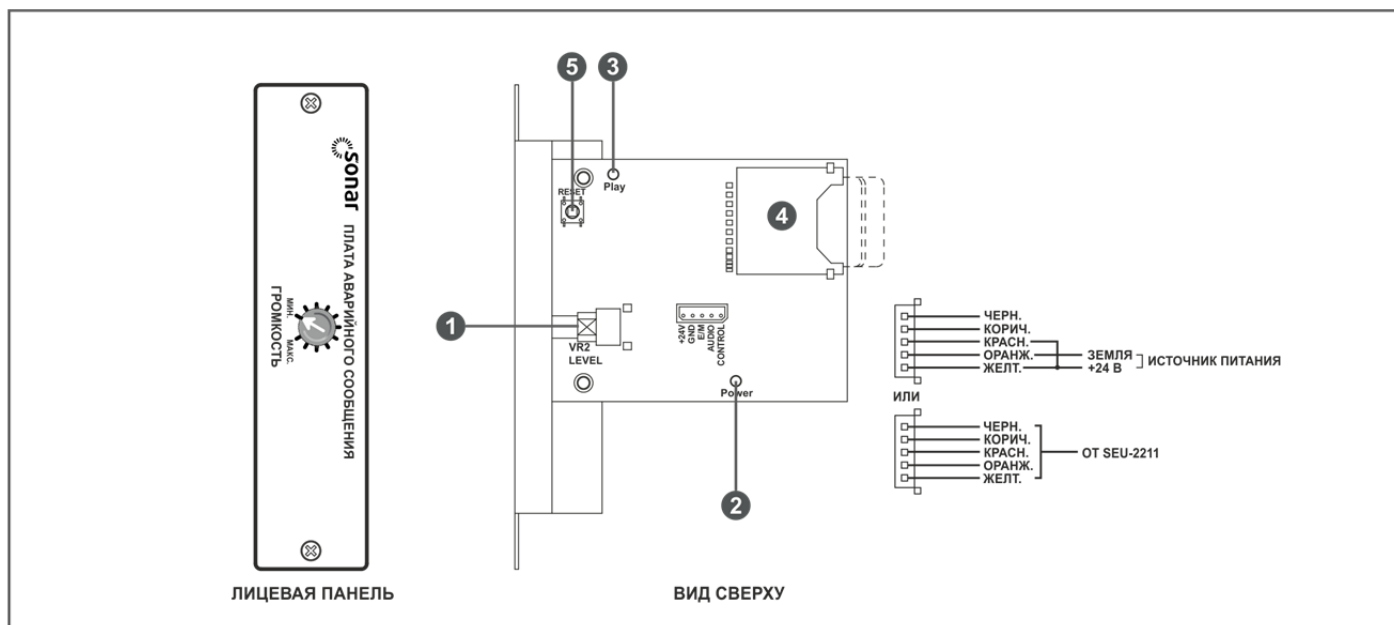 sonar ПЛАТА АВАРИЙНОГО СООБЩЕНИЯ
МИН. МАКС.
ГРОМКОСТЬ
ЛИЦЕВАЯ ПАНЕЛЬ
5
3
RESET
Play
4
1
VR2
LEVEL
+24V
GND
E/M
AUDIO
CONTROL
Power
2
ВИД СВЕРХУ
ЧЕРН.
КОРИЧ.
КРАСН.
ОРАНЖ. ЗЕМЛЯ
ЖЕЛТ. +24 В
ИСТОЧНИК ПИТАНИЯ
ИЛИ
ЧЕРН.
КОРИЧ.
КРАСН.
ОРАНЖ.
ЖЕЛТ.
ОТ SEU-2211